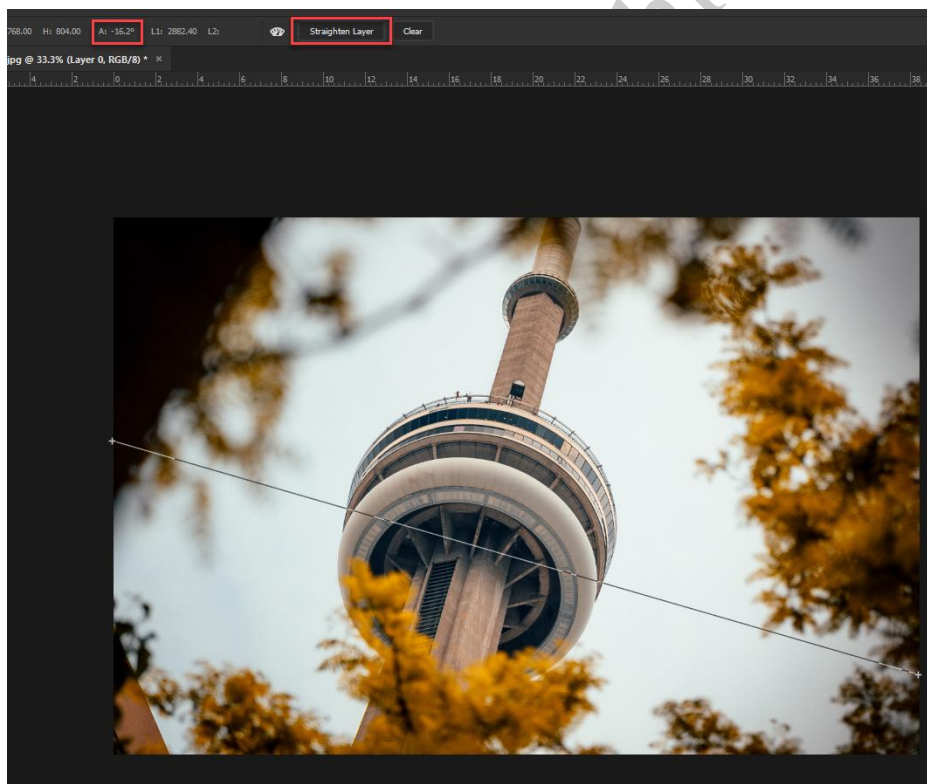 768.00 H: 804.00 A: -16.2° L1: 2882.40 L2: Straighten Layer Clear
jpg @ 33.3% (Layer 0, RGB/8) * ×
4 2 0 2 4 6 8 10 12 14 16 18 20 22 24 26 28 30 32 34 36 38